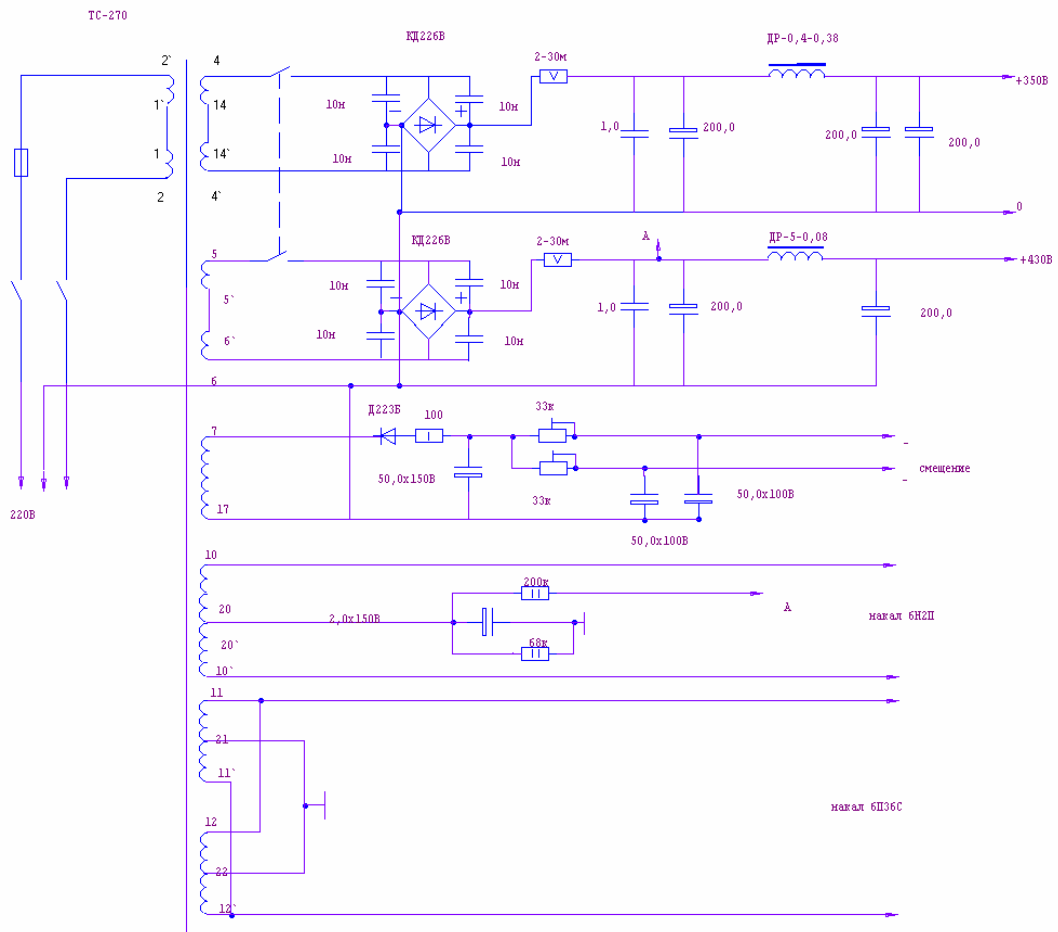 ТС-270
КД226В
ДР-0,4-0,38
2-30м
2`
4
10н
10н
+350В
1`
14
1,0
200,0
200,0
200,0
1
14`
10н
10н
2
4`
0
5
КД226В
2-30м
А
ДР-5-0,08
+430В
10н
10н
5`
1,0
200,0
200,0
6`
10н
10н
6
Д223Б
100
33к
7
-
50,0х150В
смещение
-
50,0х100В
17
33к
220В
50,0х100В
10
200к
20
2,0х150В
А
накал 6Н2П
20`
68к
10`
11
21
11`
накал 6П36С
12
22
12`